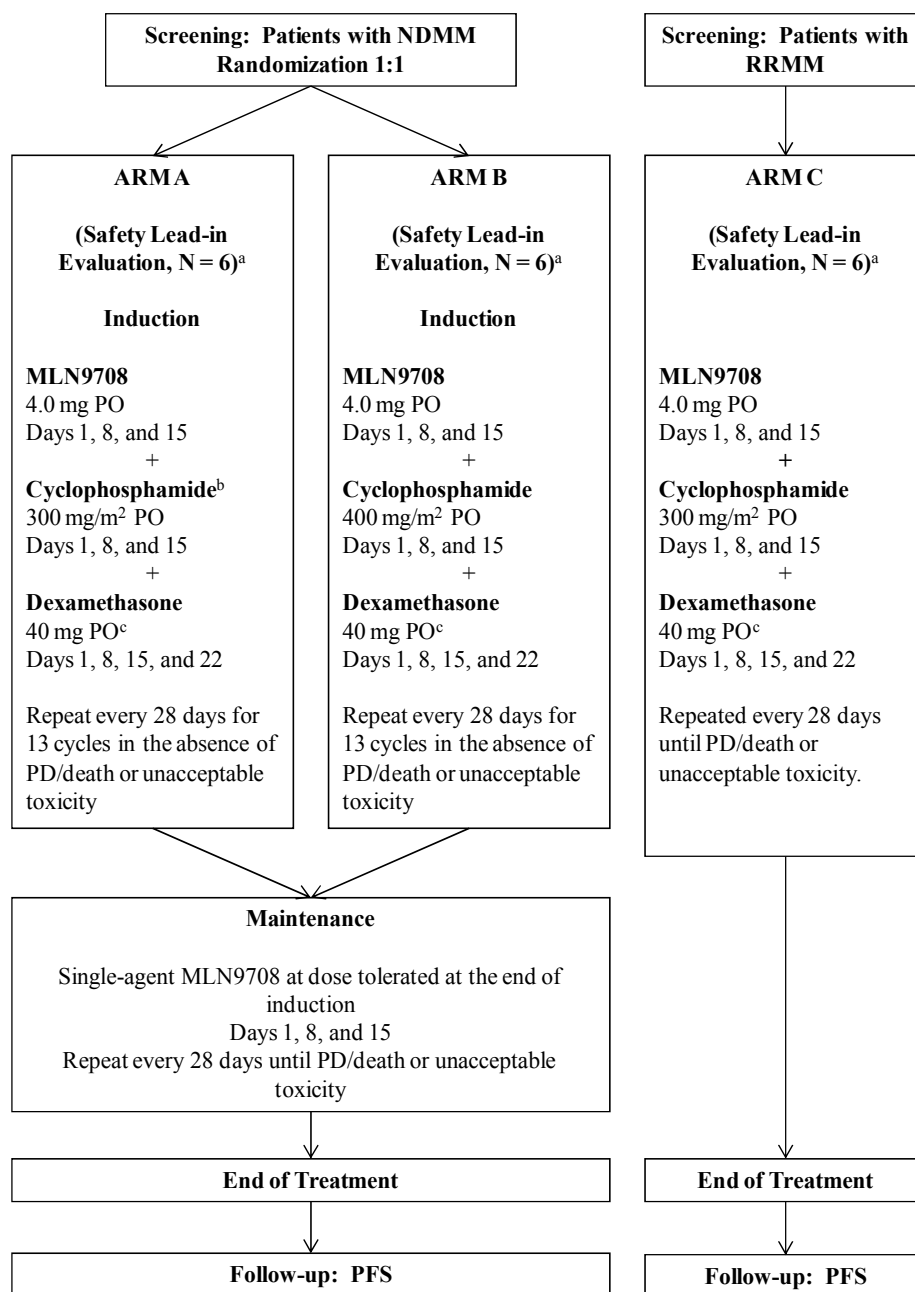 Screening: Patients with NDMM
Randomization 1:1
Screening: Patients with
RRMM
ARM A
(Safety Lead-in
Evaluation, N = 6)ᵃ
Induction
MLN9708
4.0 mg PO
Days 1, 8, and 15
+
Cyclophosphamideᵇ
300 mg/m² PO
Days 1, 8, and 15
+
Dexamethasone
40 mg POᶜ
Days 1, 8, 15, and 22
Repeat every 28 days for
13 cycles in the absence of
PD/death or unacceptable
toxicity
ARM B
(Safety Lead-in
Evaluation, N = 6)ᵃ
Induction
MLN9708
4.0 mg PO
Days 1, 8, and 15
+
Cyclophosphamide
400 mg/m² PO
Days 1, 8, and 15
+
Dexamethasone
40 mg POᶜ
Days 1, 8, 15, and 22
Repeat every 28 days for
13 cycles in the absence of
PD/death or unacceptable
toxicity
ARM C
(Safety Lead-in
Evaluation, N = 6)ᵃ
MLN9708
4.0 mg PO
Days 1, 8, and 15
+
Cyclophosphamide
300 mg/m² PO
Days 1, 8, and 15
+
Dexamethasone
40 mg POᶜ
Days 1, 8, 15, and 22
Repeated every 28 days
until PD/death or
unacceptable toxicity.
Maintenance
Single-agent MLN9708 at dose tolerated at the end of
induction
Days 1, 8, and 15
Repeat every 28 days until PD/death or unacceptable
toxicity
End of Treatment
End of Treatment
Follow-up: PFS
Follow-up: PFS